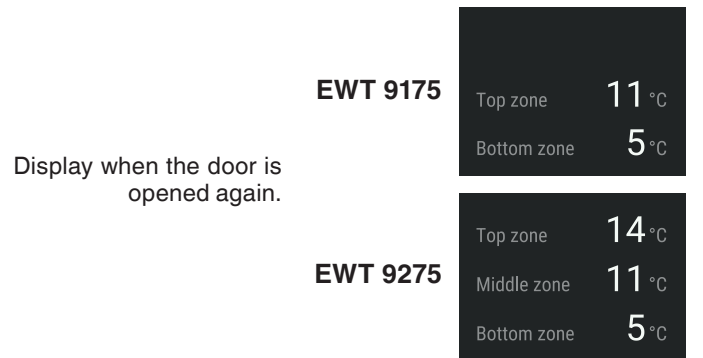 Display when the door is
opened again.
EWT 9175
Top zone 11 °C
Bottom zone 5 °C
EWT 9275
Top zone 14 °C
Middle zone 11 °C
Bottom zone 5 °C